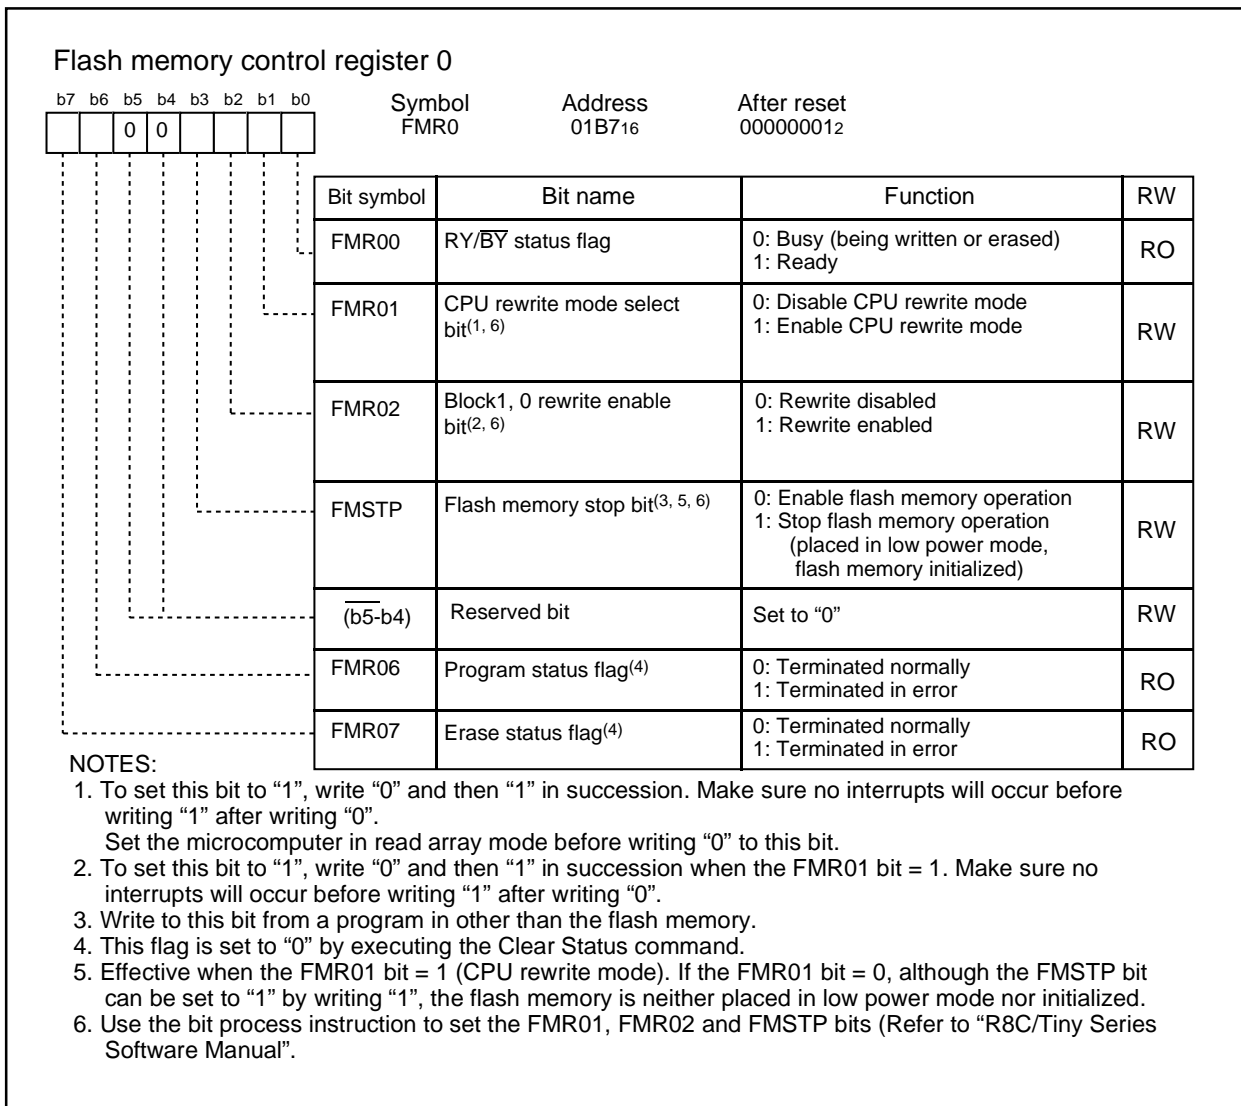 Flash memory control register 0
b7 b6 b5 b4 b3 b2 b1 b0
0 0
Symbol Address After reset
FMR0 01B716 000000012
Bit symbol Bit name Function RW
FMR00 RY/BY status flag 0: Busy (being written or erased) RO
1: Ready
FMR01 CPU rewrite mode select 0: Disable CPU rewrite mode RW
bit(1, 6) 1: Enable CPU rewrite mode
FMR02 Block1, 0 rewrite enable 0: Rewrite disabled RW
bit(2, 6) 1: Rewrite enabled
FMSTP Flash memory stop bit(3, 5, 6) 0: Enable flash memory operation RW
1: Stop flash memory operation
(placed in low power mode,
flash memory initialized)
(b5-b4) Reserved bit Set to “0” RW
FMR06 Program status flag(4) 0: Terminated normally RO
1: Terminated in error
FMR07 Erase status flag(4) 0: Terminated normally RO
1: Terminated in error
NOTES:
1. To set this bit to “1”, write “0” and then “1” in succession. Make sure no interrupts will occur before
writing “1” after writing “0”.
Set the microcomputer in read array mode before writing “0” to this bit.
2. To set this bit to “1”, write “0” and then “1” in succession when the FMR01 bit = 1. Make sure no
interrupts will occur before writing “1” after writing “0”.
3. Write to this bit from a program in other than the flash memory.
4. This flag is set to “0” by executing the Clear Status command.
5. Effective when the FMR01 bit = 1 (CPU rewrite mode). If the FMR01 bit = 0, although the FMSTP bit
can be set to “1” by writing “1”, the flash memory is neither placed in low power mode nor initialized.
6. Use the bit process instruction to set the FMR01, FMR02 and FMSTP bits (Refer to “R8C/Tiny Series
Software Manual”.